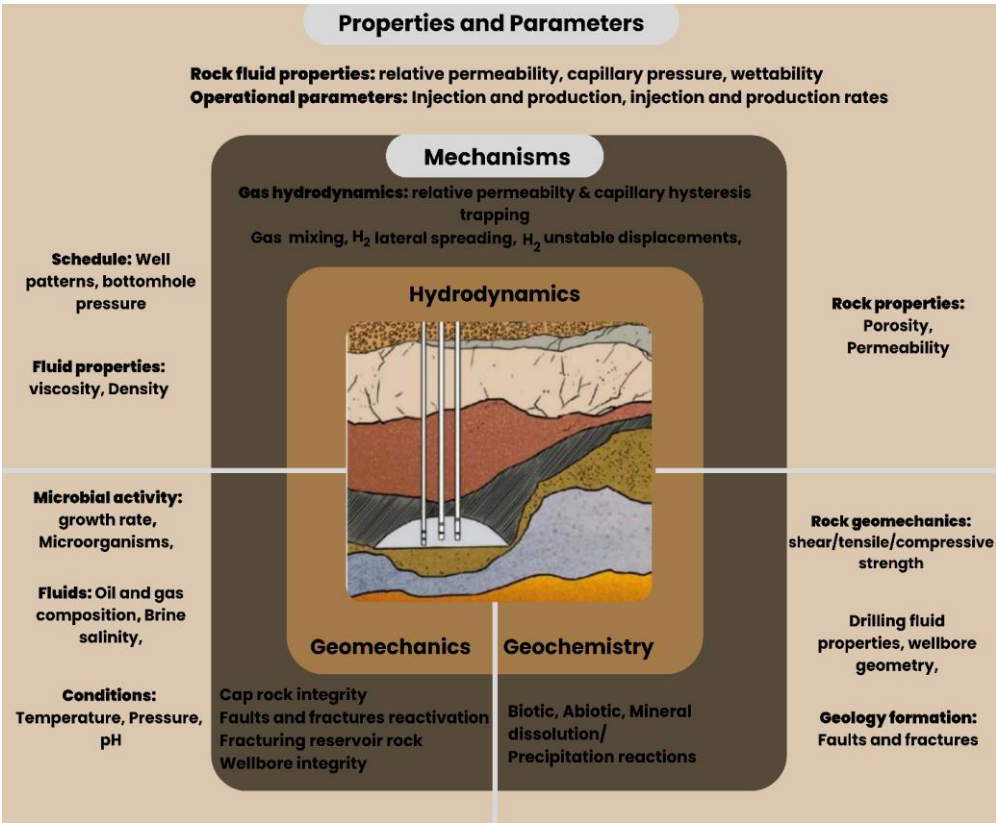 Properties and Parameters
Rock fluid properties: relative permeability, capillary pressure, wettability
Operational parameters: Injection and production, injection and production rates
Mechanisms
Gas hydrodynamics: relative permeabilty & capillary hysteresis
trapping
Gas mixing, H2 lateral spreading, H2 unstable displacements,
Schedule: Well
patterns, bottomhole
pressure
Fluid properties:
viscosity, Density
Hydrodynamics
Rock properties:
Porosity,
Permeability
Microbial activity:
growth rate,
Microorganisms,
Fluids: Oil and gas
composition, Brine
salinity,
Conditions:
Temperature, Pressure,
pH
Geomechanics
Cap rock integrity
Faults and fractures reactivation
Fracturing reservoir rock
Wellbore integrity
Geochemistry
Biotic, Abiotic, Mineral
dissolution/
Precipitation reactions
Rock geomechanics:
shear/tensile/compressive
strength
Drilling fluid
properties, wellbore
geometry,
Geology formation:
Faults and fractures